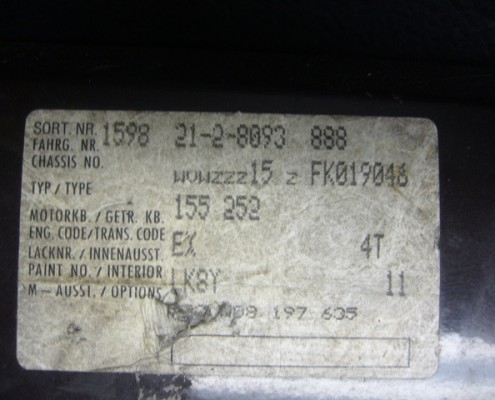 SORT. NR. 1598 21-2-8093 888
FAHRG. NR.
CHASSIS NO. WVWZZZ15 Z FK019046
TYP / TYPE 155 252
MOTORKB. / GETR. KB.
ENG. CODE / TRANS. CODE EX 4T
LACKNR. / INNENAUSST.
PAINT NO. / INTERIOR LK8Y 11
M – AUSST. / OPTIONS 197 635